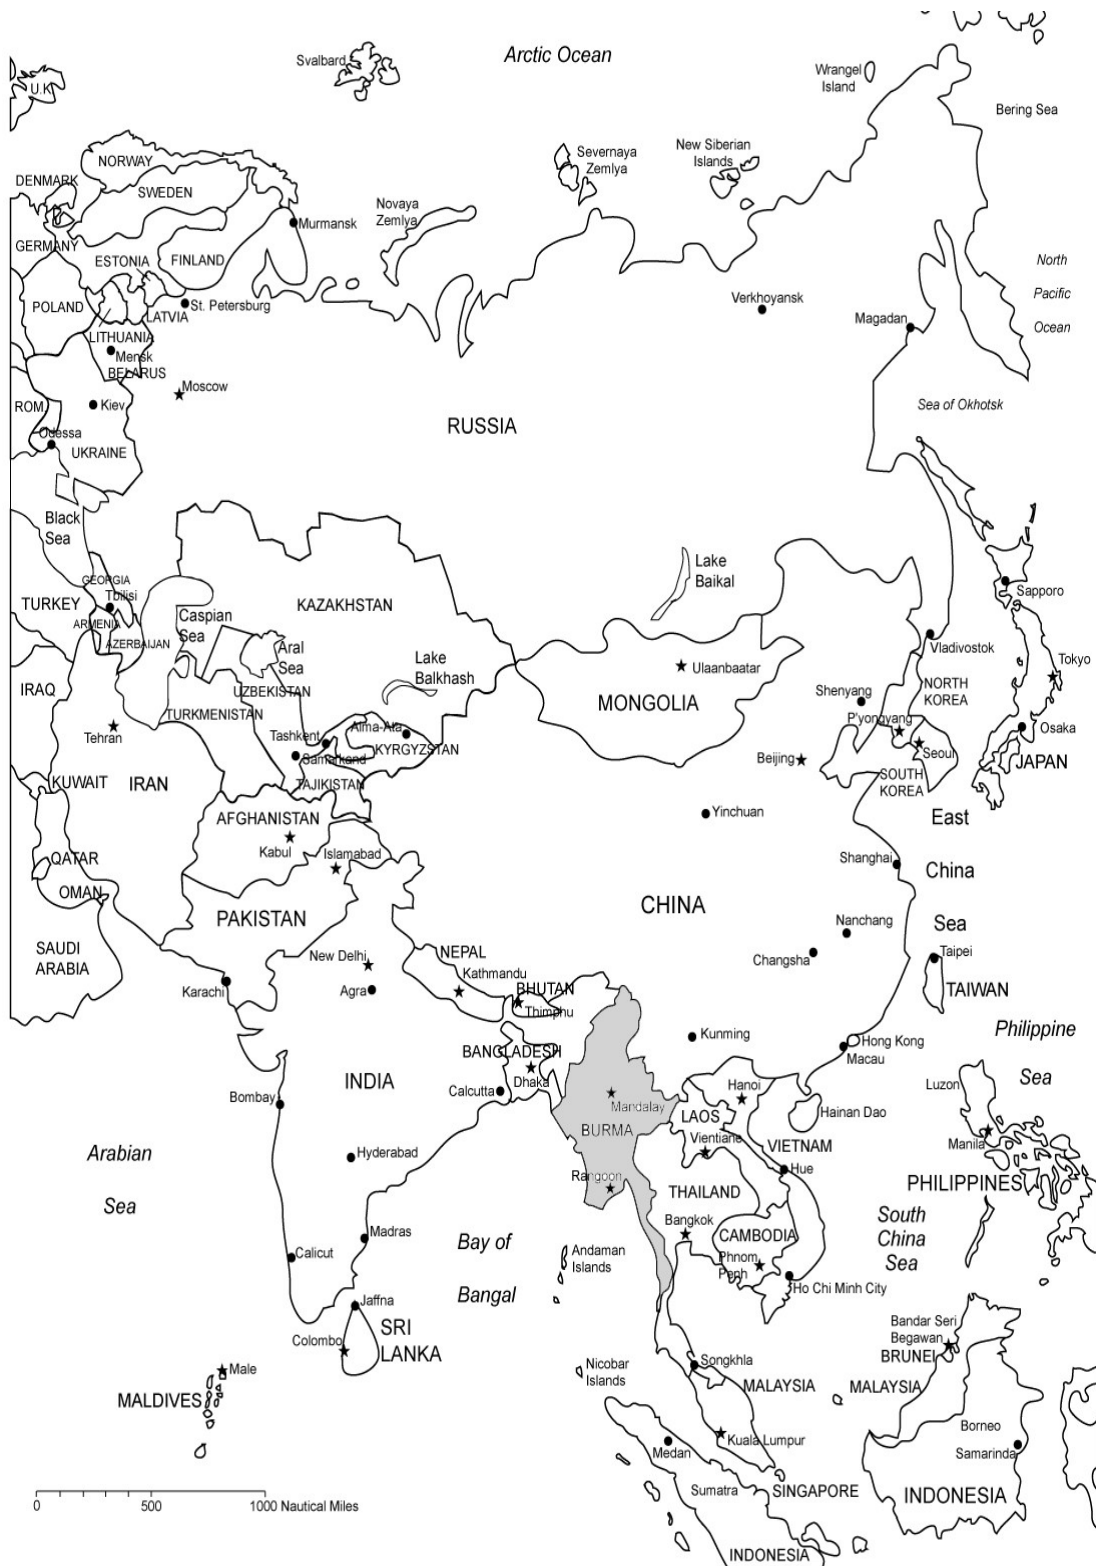 Arctic Ocean
Svalbard
U.K
Wrangel
Island
Bering Sea
NORWAY
Severnaya
Zemlya
New Siberian
Islands
DENMARK
SWEDEN
Novaya
Zemlya
Murmansk
GERMANY
ESTONIA
FINLAND
North
Pacific
Ocean
POLAND
LATVIA
St. Petersburg
Verkhoyansk
Magadan
LITHUANIA
Mensk
BELARUS
Moscow
ROM.
Kiev
Sea of Okhotsk
RUSSIA
Odessa
UKRAINE
Black
Sea
Lake
Baikal
GEORGIA
Tbilisi
TURKEY
KAZAKHSTAN
Sapporo
Caspian
Sea
ARMENIA
AZERBAIJAN
Aral
Sea
Lake
Balkhash
Ulaanbaatar
Vladivostok
Tokyo
IRAQ
UZBEKISTAN
TURKMENISTAN
MONGOLIA
Shenyang
NORTH
KOREA
P'yongyang
Tehran
Tashkent
Alma-Ata
KYRGYZSTAN
Samarkand
Beijing
Seoul
Osaka
JAPAN
KUWAIT
IRAN
TAJIKISTAN
SOUTH
KOREA
AFGHANISTAN
Kabul
Yinchuan
East
China
Sea
QATAR
OMAN
Islamabad
Shanghai
PAKISTAN
CHINA
Nanchang
SAUDI
ARABIA
New Delhi
NEPAL
Kathmandu
Changsha
Taipei
Karachi
Agra
BHUTAN
Thimphu
TAIWAN
Kunming
Hong Kong
Macau
Philippine
Sea
BANGLADESH
Dhaka
INDIA
Calcutta
Hanoi
Luzon
Bombay
Mandalay
LAOS
Hainan Dao
BURMA
Vientiane
VIETNAM
Manila
Arabian
Sea
Hyderabad
Rangoon
Hue
THAILAND
PHILIPPINES
Bangkok
CAMBODIA
South
China
Sea
Madras
Bay of
Bangal
Calicut
Andaman
Islands
Phnom
Penh
Ho Chi Minh City
Jaffna
Colombo
SRI
LANKA
Bandar Seri
Begawan
BRUNEI
Male
MALDIVES
Nicobar
Islands
Songkhla
MALAYSIA
MALAYSIA
Borneo
Samarinda
Medan
Kuala Lumpur
Sumatra
SINGAPORE
INDONESIA
0 500 1000 Nautical Miles
INDONESIA